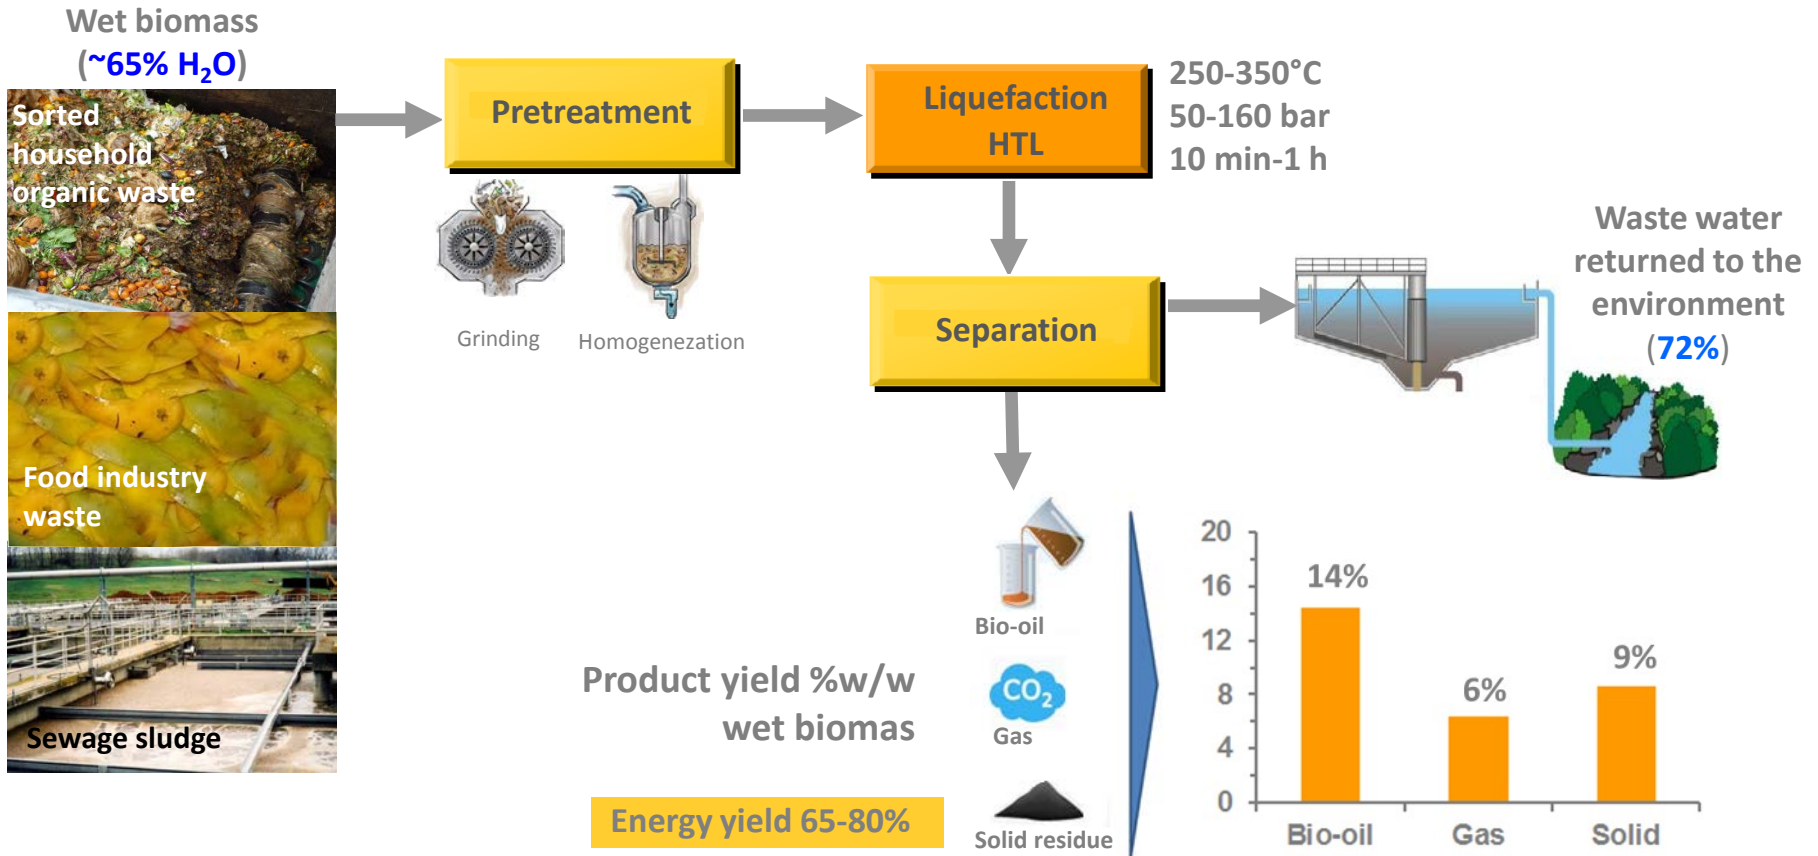 Wet biomass
(~65% H₂O)
Sorted
household
organic waste
Food industry
waste
Sewage sludge
Pretreatment
Grinding
Homogenezation
Liquefaction
HTL
250-350°C
50-160 bar
10 min-1 h
Separation
Waste water
returned to the
environment
(72%)
Product yield %w/w
wet biomas
Energy yield 65-80%
Bio-oil
CO₂
Gas
Solid residue
20
16
12
8
4
0
14%
6%
9%
Bio-oil
Gas
Solid